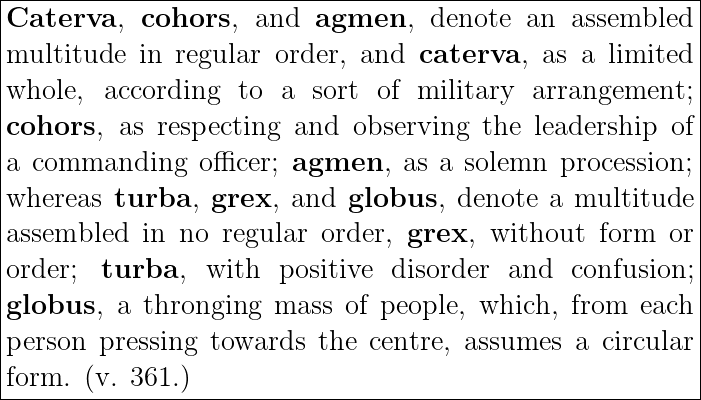 Caterva, cohors, and agmen, denote an assembled
multitude in regular order, and caterva, as a limited
whole, according to a sort of military arrangement;
cohors, as respecting and observing the leadership of
a commanding officer; agmen, as a solemn procession;
whereas turba, grex, and globus, denote a multitude
assembled in no regular order, grex, without form or
order; turba, with positive disorder and confusion;
globus, a thronging mass of people, which, from each
person pressing towards the centre, assumes a circular
form. (v. 361.)